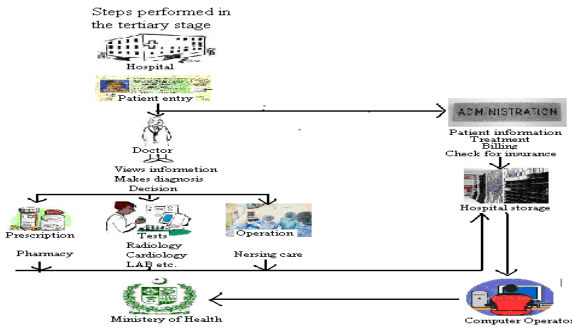 Steps performed in
the tertiary stage
Hospital
Patient entry
ADMINISTRATION
Patient information
Treatment
Billing
Check for insurance
Doctor
Views informetion
Makes diagnosis
Decision
Hospital storage
Prescription
Tests
Operation
Radiology
Cardiology
LAB etc.
Pharmacy
Nersing care
Ministry of Health
Computer Operator